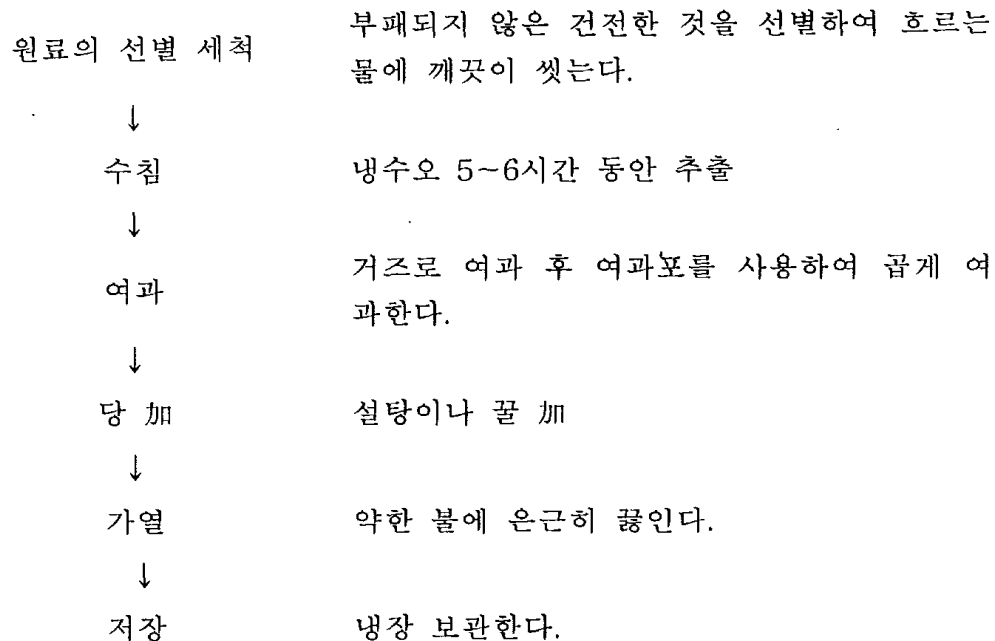 원료의 선별 세척
부패되지 않은 건전한 것을 선별하여 흐르는
물에 깨끗이 씻는다.
↓
수침
냉수오 5~6시간 동안 추출
↓
여과
거즈로 여과 후 여과포를 사용하여 곱게 여
과한다.
↓
당 加
설탕이나 꿀 加
↓
가열
약한 불에 은근히 끓인다.
↓
저장
냉장 보관한다.